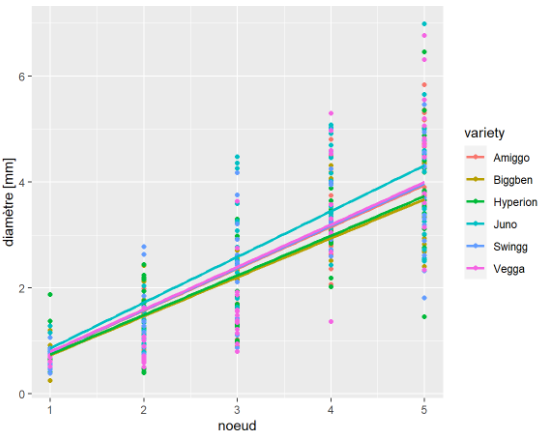 6
4
2
0
diamètre [mm]
1 2 3 4 5
noeud
variety
Amiggo
Biggben
Hyperion
Juno
Swingg
Vegga